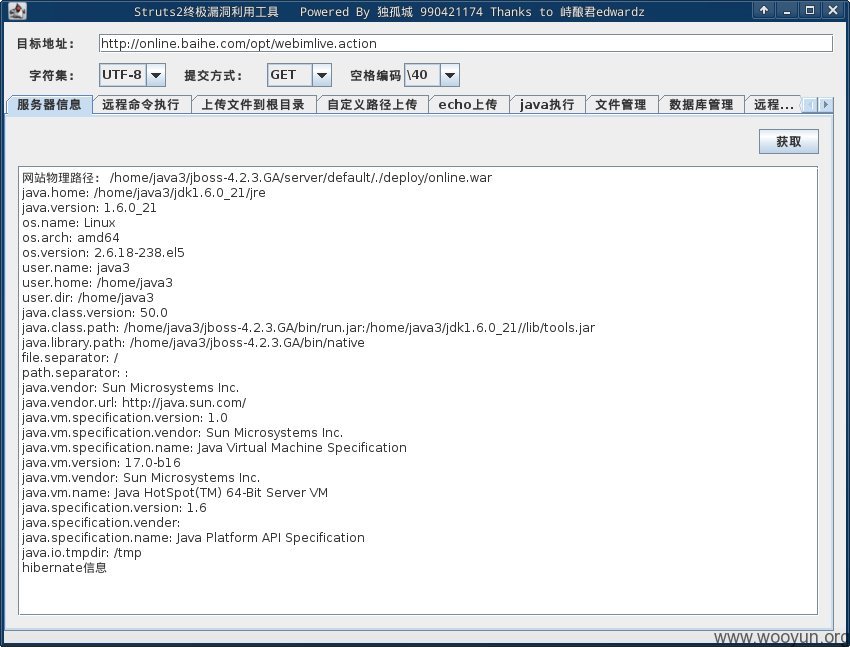 Struts2终极漏洞利用工具 Powered By 独孤城 990421174 Thanks to 峙酿君edwardz
目标地址: http://online.baihe.com/opt/webimlive.action
字符集: UTF-8 提交方式: GET 空格编码 \40
服务器信息 远程命令执行 上传文件到根目录 自定义路径上传 echo上传 java执行 文件管理 数据库管理 远程...
获取
网站物理路径: /home/java3/jboss-4.2.3.GA/server/default/./deploy/online.war
java.home: /home/java3/jdk1.6.0_21/jre
java.version: 1.6.0_21
os.name: Linux
os.arch: amd64
os.version: 2.6.18-238.el5
user.name: java3
user.home: /home/java3
user.dir: /home/java3
java.class.version: 50.0
java.class.path: /home/java3/jboss-4.2.3.GA/bin/run.jar:/home/java3/jdk1.6.0_21//lib/tools.jar
java.library.path: /home/java3/jboss-4.2.3.GA/bin/native
file.separator: /
path.separator: :
java.vendor: Sun Microsystems Inc.
java.vendor.url: http://java.sun.com/
java.vm.specification.version: 1.0
java.vm.specification.vendor: Sun Microsystems Inc.
java.vm.specification.name: Java Virtual Machine Specification
java.vm.version: 17.0-b16
java.vm.vendor: Sun Microsystems Inc.
java.vm.name: Java HotSpot(TM) 64-Bit Server VM
java.specification.version: 1.6
java.specification.vender:
java.specification.name: Java Platform API Specification
java.io.tmpdir: /tmp
hibernate信息
www.wooyun.org